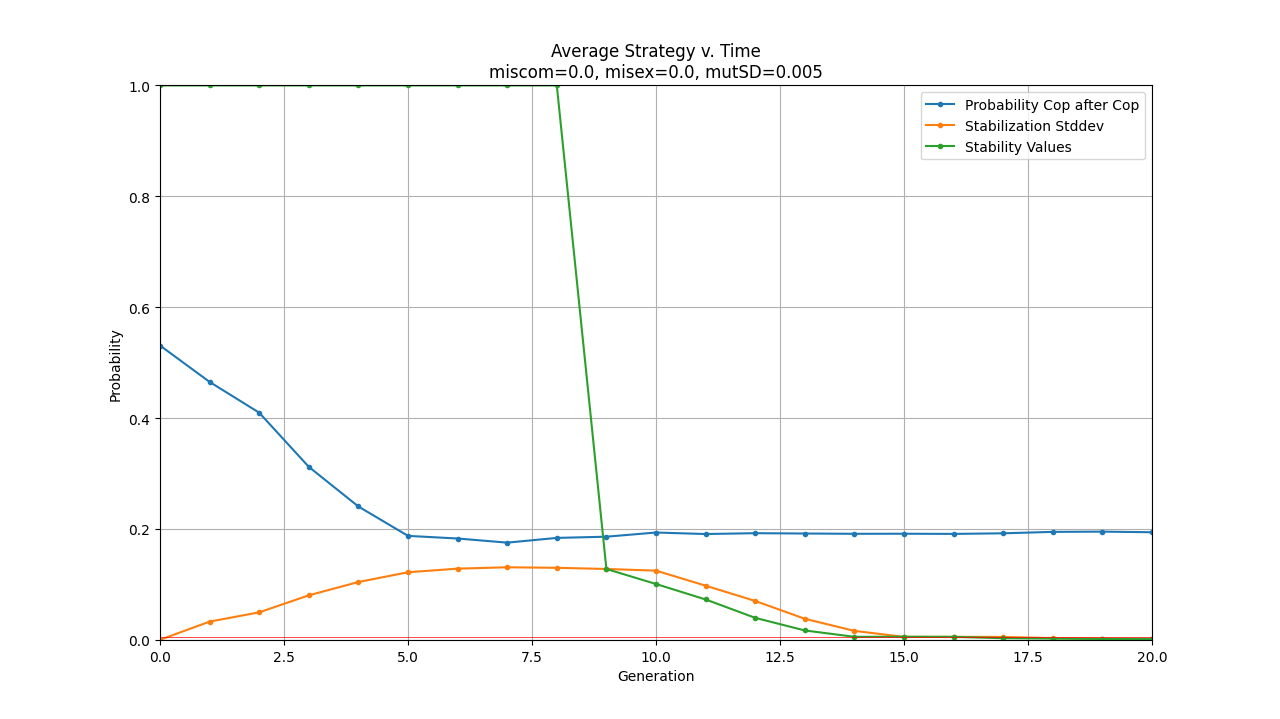 Average Strategy v. Time
miscom=0.0, misex=0.0, mutSD=0.005
Probability Cop after Cop
Stabilization Stddev
Stability Values
Probability
1.0
0.8
0.6
0.4
0.2
0.0
0.0 2.5 5.0 7.5 10.0 12.5 15.0 17.5 20.0
Generation